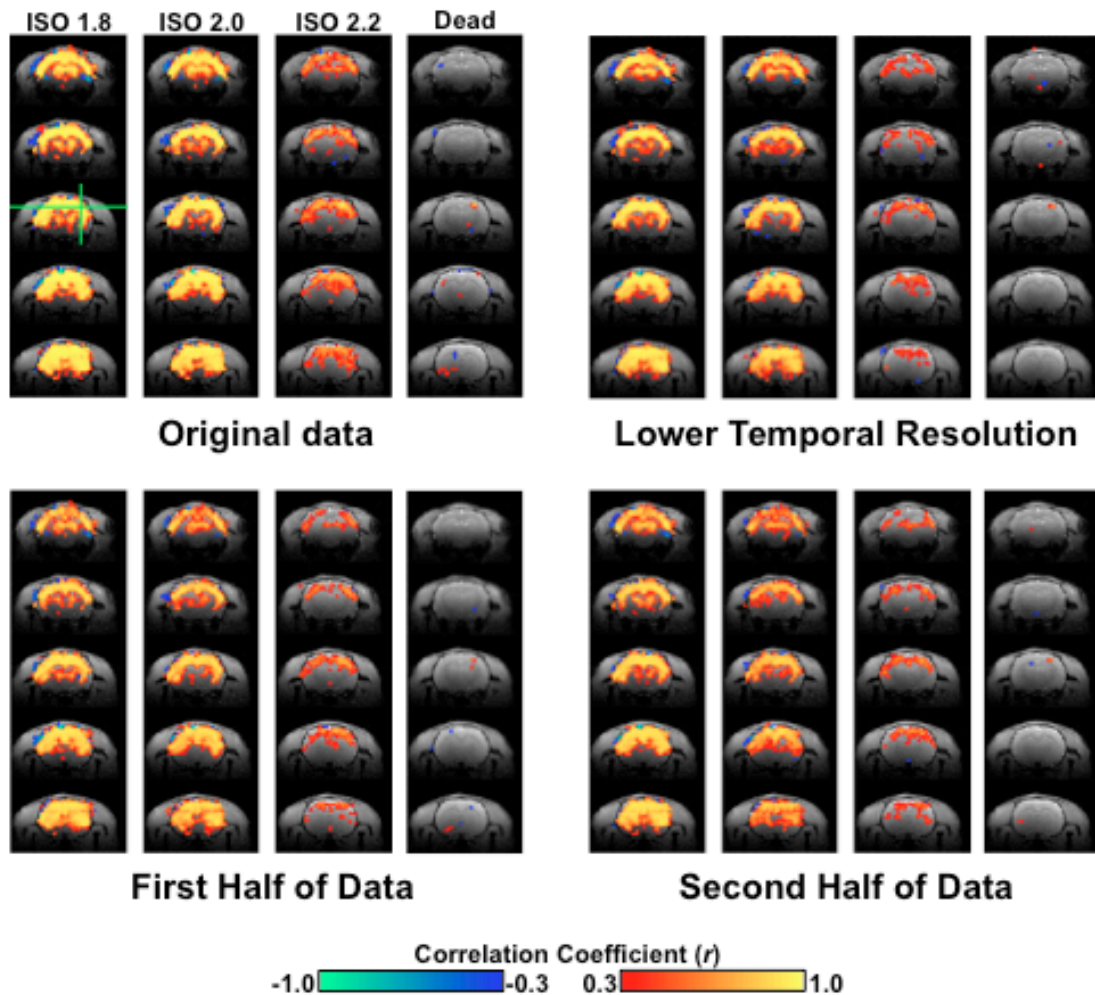 ISO 1.8 ISO 2.0 ISO 2.2 Dead
Original data
Lower Temporal Resolution
First Half of Data
Second Half of Data
Correlation Coefficient (r)
-1.0 -0.3 0.3 1.0